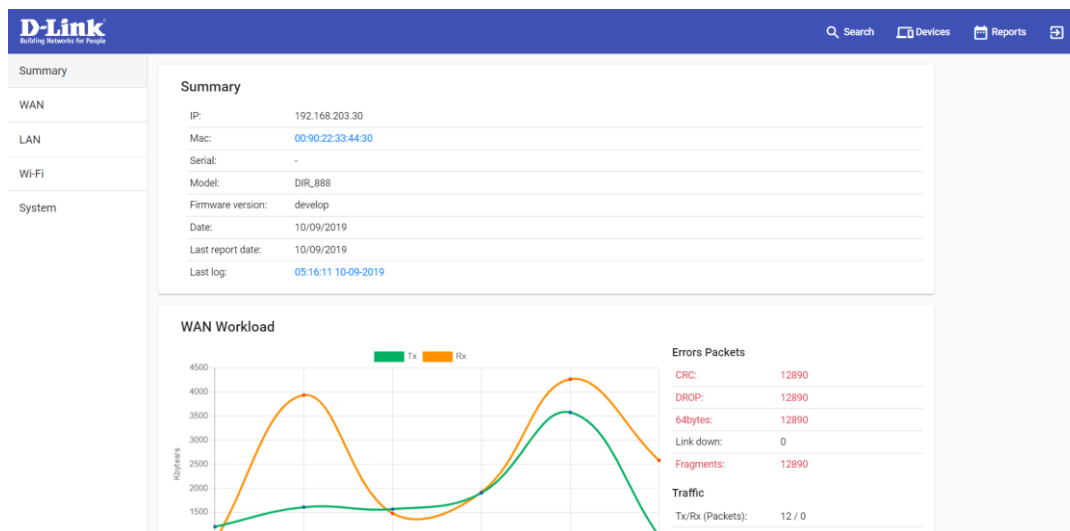 D-Link
Building Networks for People
Search Devices Reports
Summary
WAN
LAN
Wi-Fi
System
Summary
IP: 192.168.203.30
Mac: 00:90:22:33:44:30
Serial: -
Model: DIR_888
Firmware version: develop
Date: 10/09/2019
Last report date: 10/09/2019
Last log: 05:16:11 10-09-2019
WAN Workload
Tx Rx
Kbytes/s
4500
4000
3500
3000
2500
2000
1500
Errors Packets
CRC: 12890
DROP: 12890
64bytes: 12890
Link down: 0
Fragments: 12890
Traffic
Tx/Rx (Packets): 12 / 0